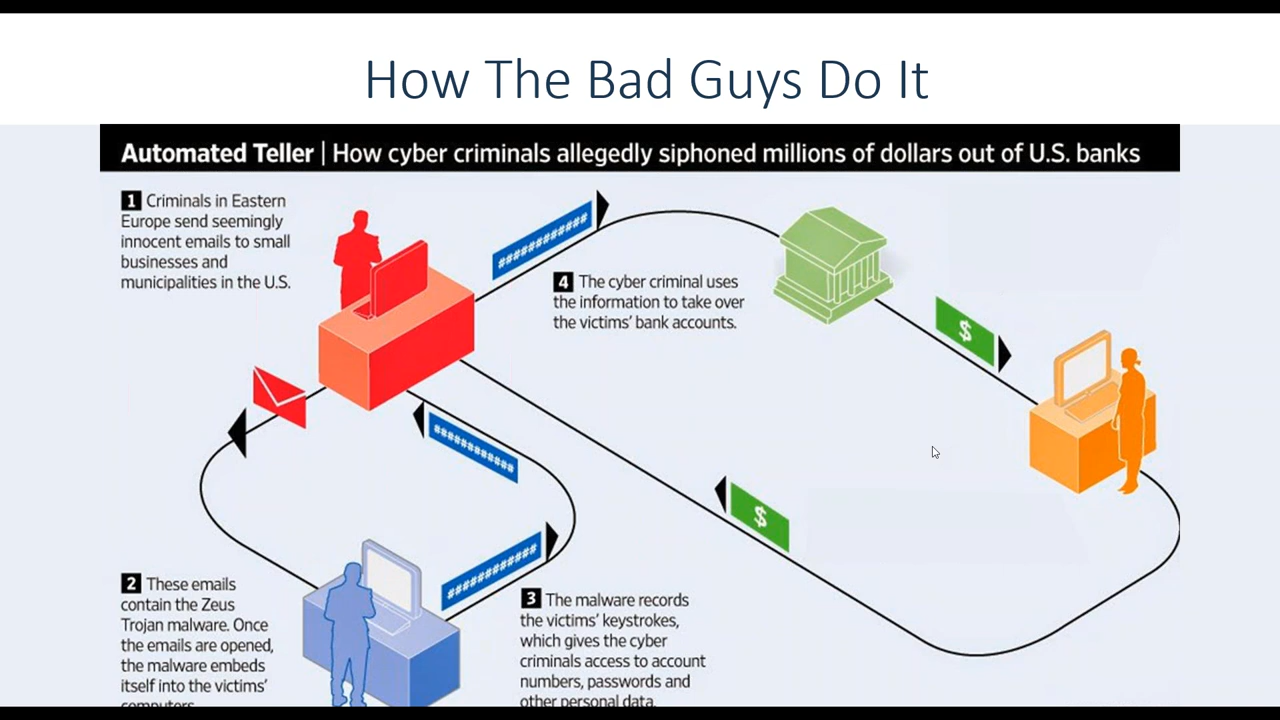 How The Bad Guys Do It
Automated Teller | How cyber criminals allegedly siphoned millions of dollars out of U.S. banks
1 Criminals in Eastern
Europe send seemingly
innocent emails to small
businesses and
municipalities in the U.S.
############
4 The cyber criminal uses
the information to take over
the victims' bank accounts.
$
############
$
############
2 These emails
contain the Zeus
Trojan malware. Once
the emails are opened,
the malware embeds
itself into the victims'
computers.
3 The malware records
the victims' keystrokes,
which gives the cyber
criminals access to account
numbers, passwords and
other personal data.